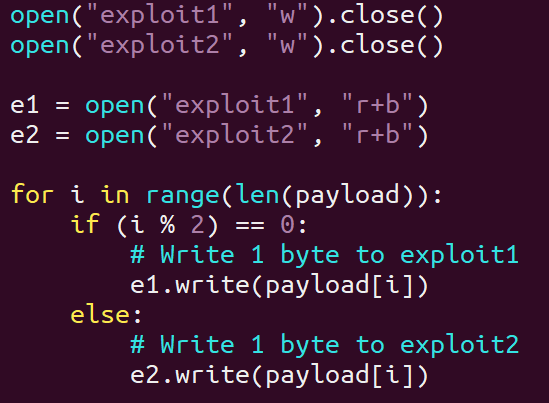 open("exploit1", "w").close()
open("exploit2", "w").close()

e1 = open("exploit1", "r+b")
e2 = open("exploit2", "r+b")

for i in range(len(payload)):
    if (i % 2) == 0:
        # Write 1 byte to exploit1
        e1.write(payload[i])
    else:
        # Write 1 byte to exploit2
        e2.write(payload[i])